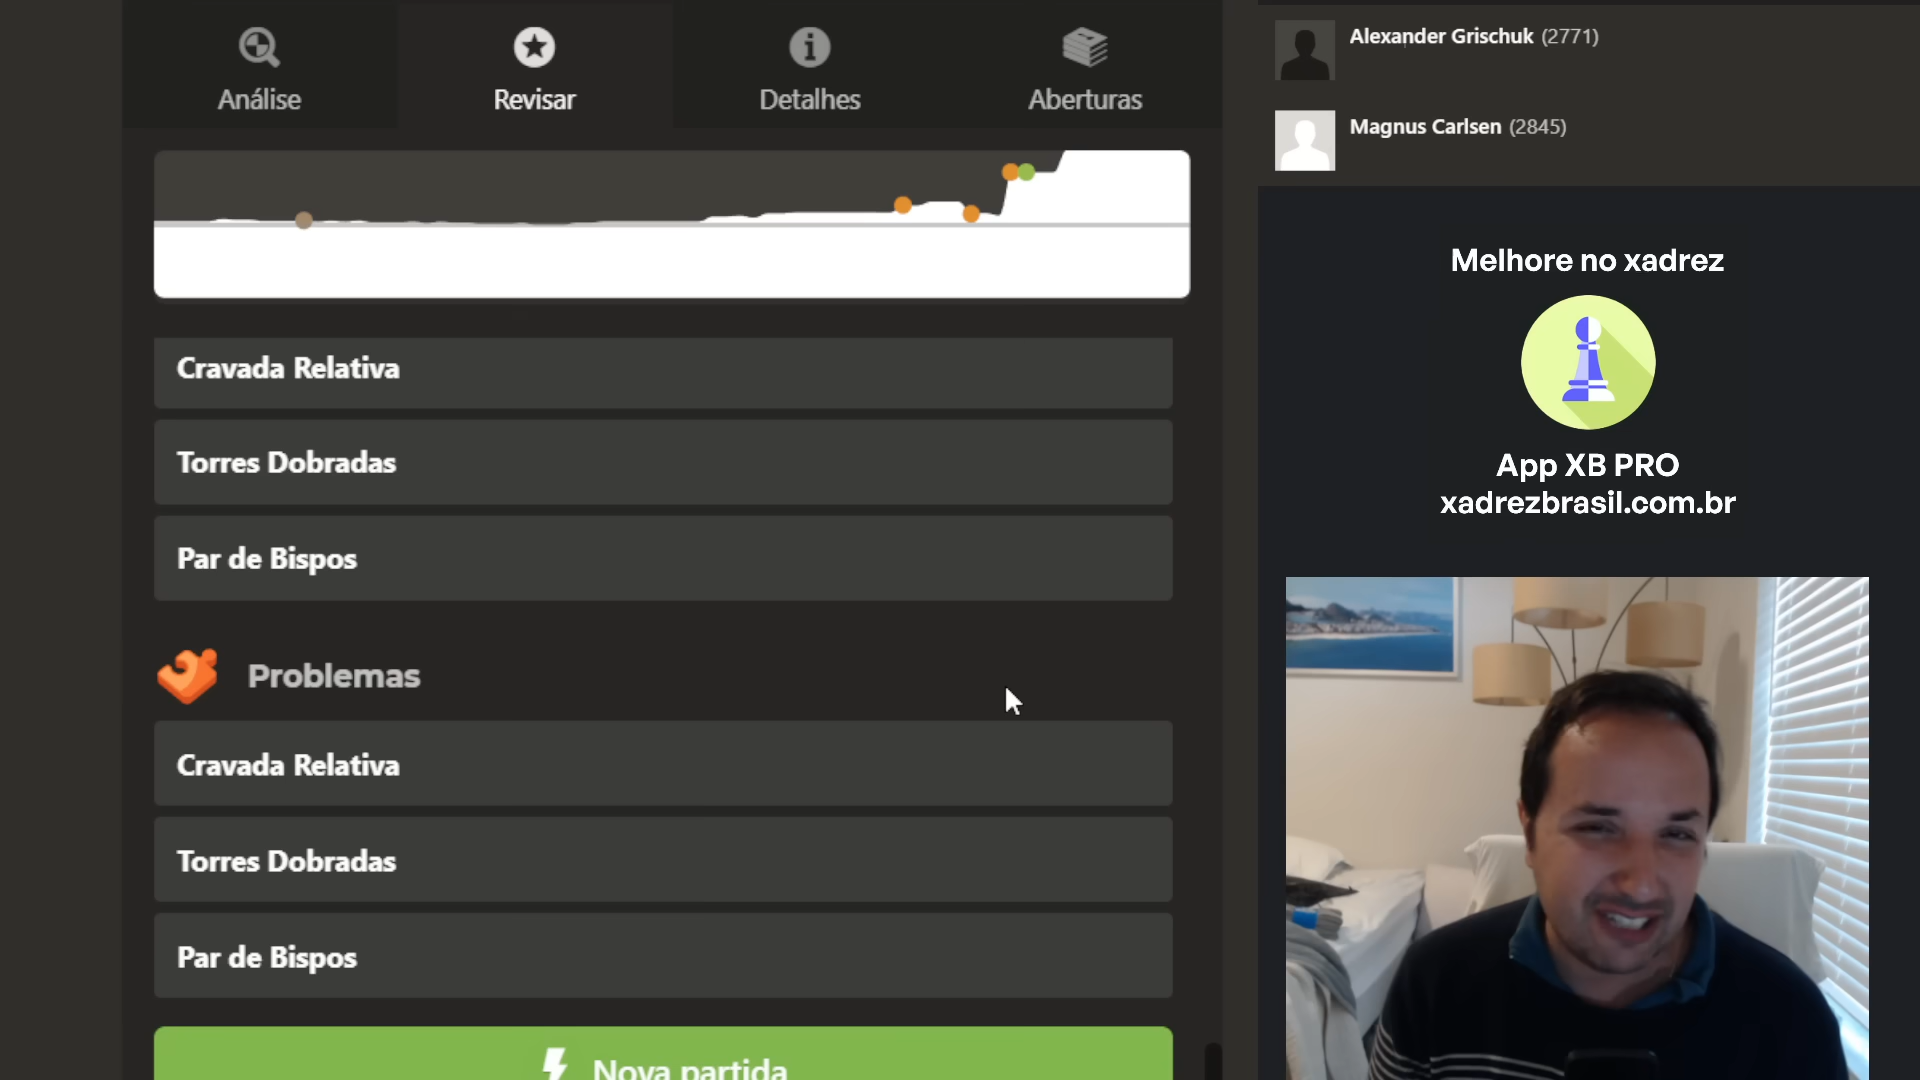 Análise
Revisar
Detalhes
Aberturas
Cravada Relativa
Torres Dobradas
Par de Bispos
Problemas
Cravada Relativa
Torres Dobradas
Par de Bispos
Nova partida
Alexander Grischuk (2771)
Magnus Carlsen (2845)
Melhore no xadrez
App XB PRO
xadrezbrasil.com.br